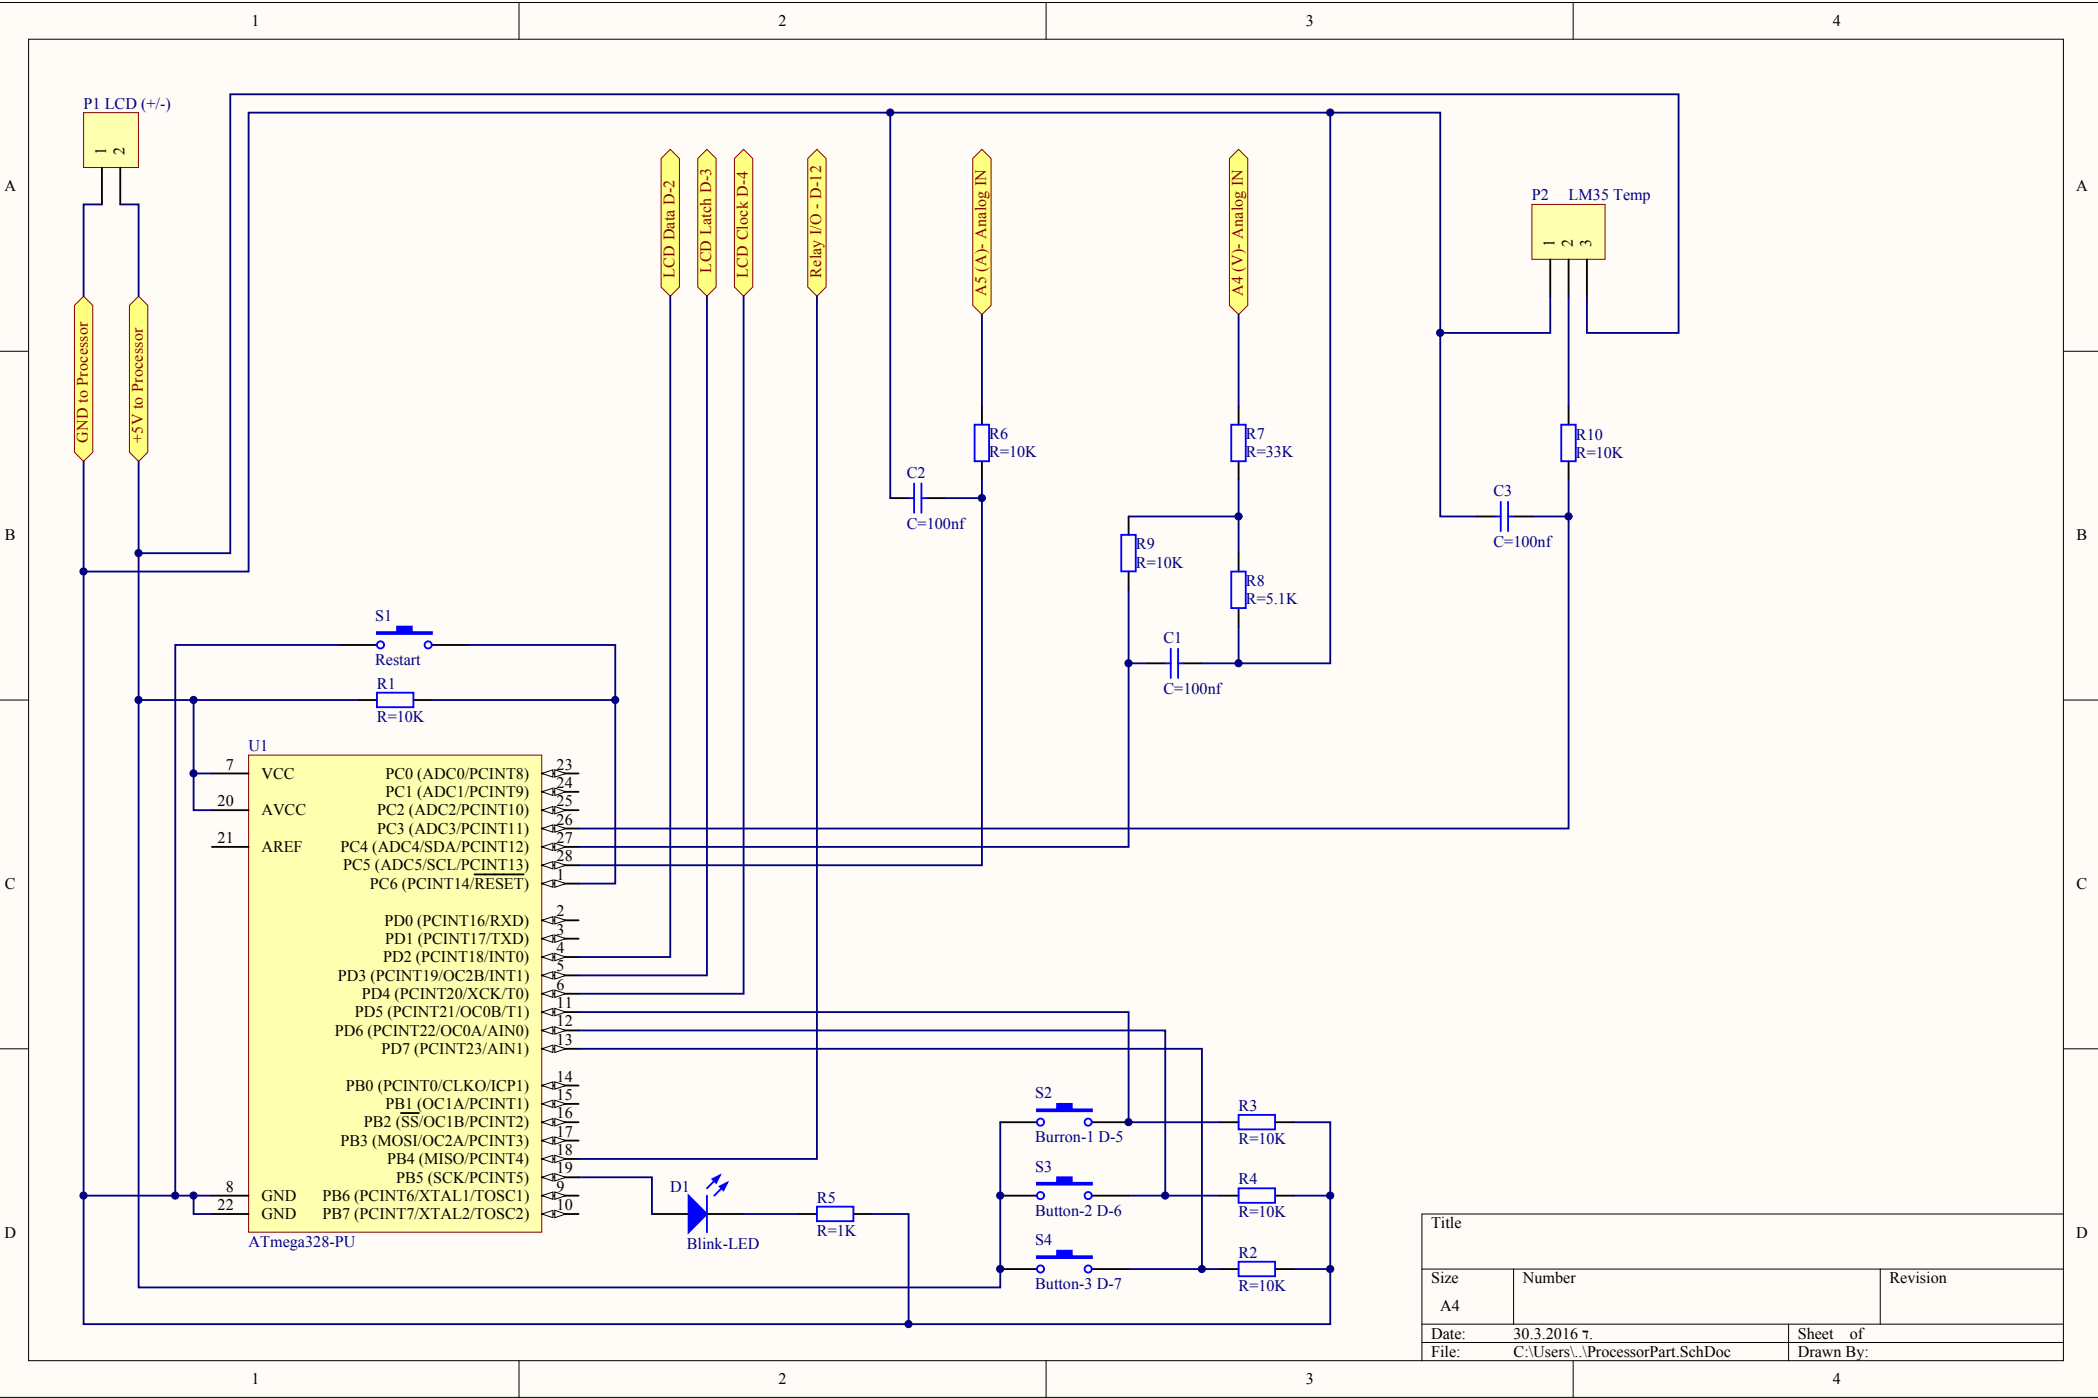 1 2 3 4
P1 LCD (+/-)
1 2
A A
LCD Data D-2
LCD Latch D-3
LCD Clock D-4
Relay I/O - D-12
A5 (A)- Analog IN
A4 (V)- Analog IN
P2 LM35 Temp
1 2 3
GND to Processor
+5V to Processor
R6
R=10K
R7
R=33K
R10
R=10K
C2
C=100nf
C3
C=100nf
B B
R9
R=10K
R8
R=5.1K
S1
Restart
C1
C=100nf
R1
R=10K
U1
7 VCC
20 AVCC
21 AREF
8 GND
22 GND
PC0 (ADC0/PCINT8) 23
PC1 (ADC1/PCINT9) 24
PC2 (ADC2/PCINT10) 25
PC3 (ADC3/PCINT11) 26
PC4 (ADC4/SDA/PCINT12) 27
PC5 (ADC5/SCL/PCINT13) 28
PC6 (PCINT14/RESET) 1
PD0 (PCINT16/RXD) 2
PD1 (PCINT17/TXD) 3
PD2 (PCINT18/INT0) 4
PD3 (PCINT19/OC2B/INT1) 5
PD4 (PCINT20/XCK/T0) 6
PD5 (PCINT21/OC0B/T1) 11
PD6 (PCINT22/OC0A/AIN0) 12
PD7 (PCINT23/AIN1) 13
PB0 (PCINT0/CLKO/ICP1) 14
PB1 (OC1A/PCINT1) 15
PB2 (SS/OC1B/PCINT2) 16
PB3 (MOSI/OC2A/PCINT3) 17
PB4 (MISO/PCINT4) 18
PB5 (SCK/PCINT5) 19
PB6 (PCINT6/XTAL1/TOSC1) 9
PB7 (PCINT7/XTAL2/TOSC2) 10
ATmega328-PU
C C
S2
Burron-1 D-5
R3
R=10K
S3
Button-2 D-6
R4
R=10K
S4
Button-3 D-7
R2
R=10K
D1
Blink-LED
R5
R=1K
D D
Title
Size
A4
Number
Revision
Date: 30.3.2016 ד.
Sheet of
File: C:\Users\..\ProcessorPart.SchDoc
Drawn By:
1 2 3 4